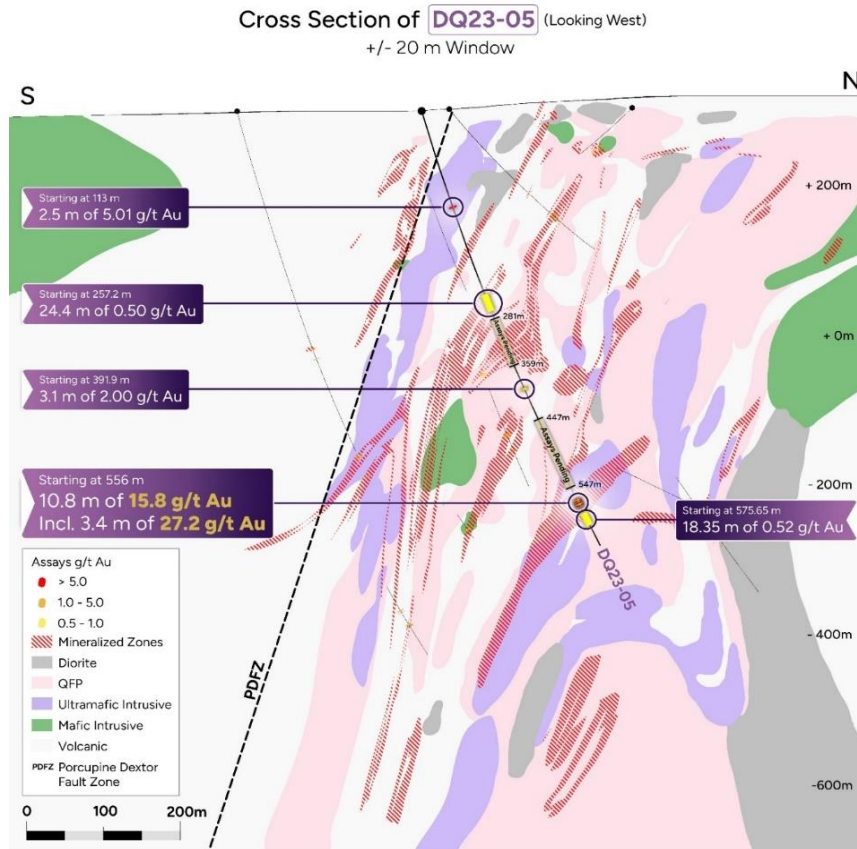 Cross Section of DQ23-05 (Looking West)
+/- 20 m Window
S
N
Starting at 113 m
2.5 m of 5.01 g/t Au
+ 200m
Starting at 257.2 m
24.4 m of 0.50 g/t Au
281m
Assays Pending
+ 0m
359m
Starting at 391.9 m
3.1 m of 2.00 g/t Au
447m
Assays Pending
547m
- 200m
Starting at 556 m
10.8 m of 15.8 g/t Au
Incl. 3.4 m of 27.2 g/t Au
Starting at 575.65 m
18.35 m of 0.52 g/t Au
DQ23-05
- 400m
PDFZ
-600m
Assays g/t Au
> 5.0
1.0 - 5.0
0.5 - 1.0
Mineralized Zones
Diorite
QFP
Ultramafic Intrusive
Mafic Intrusive
Volcanic
PDFZ Porcupine Dextor
Fault Zone
0 100 200m